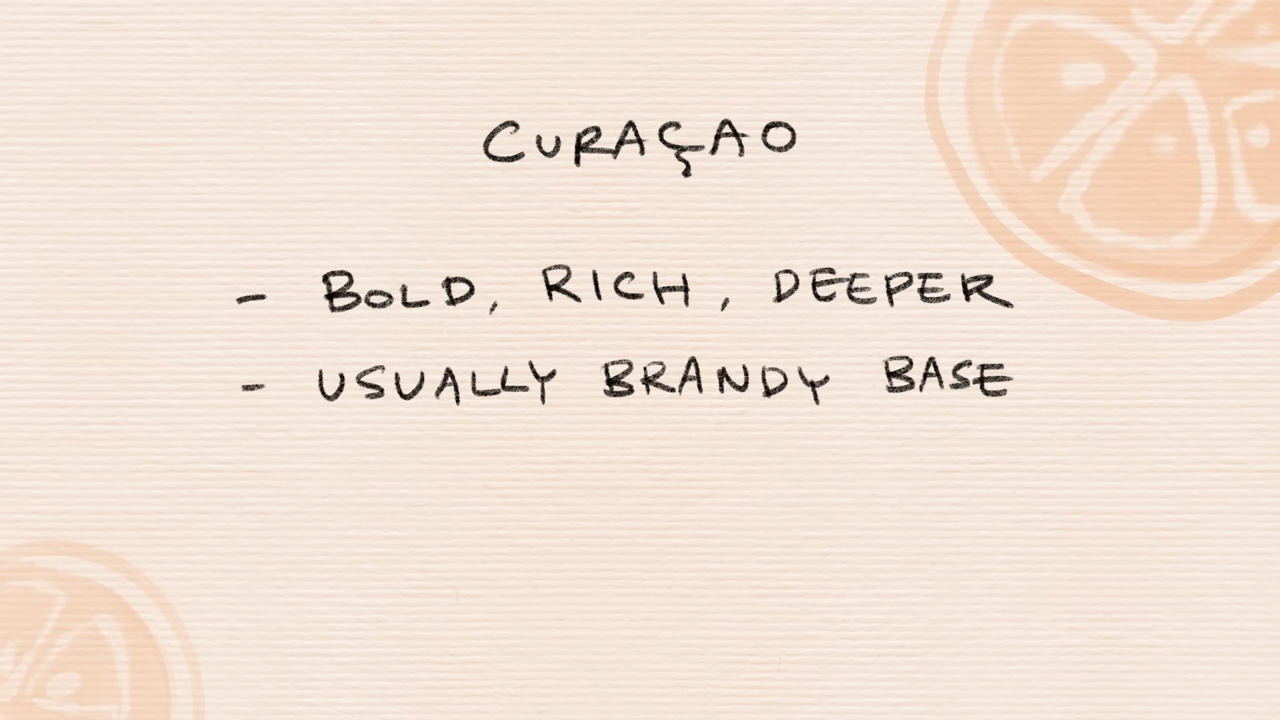 CURAÇAO
- BOLD, RICH, DEEPER
- USUALLY BRANDY BASE